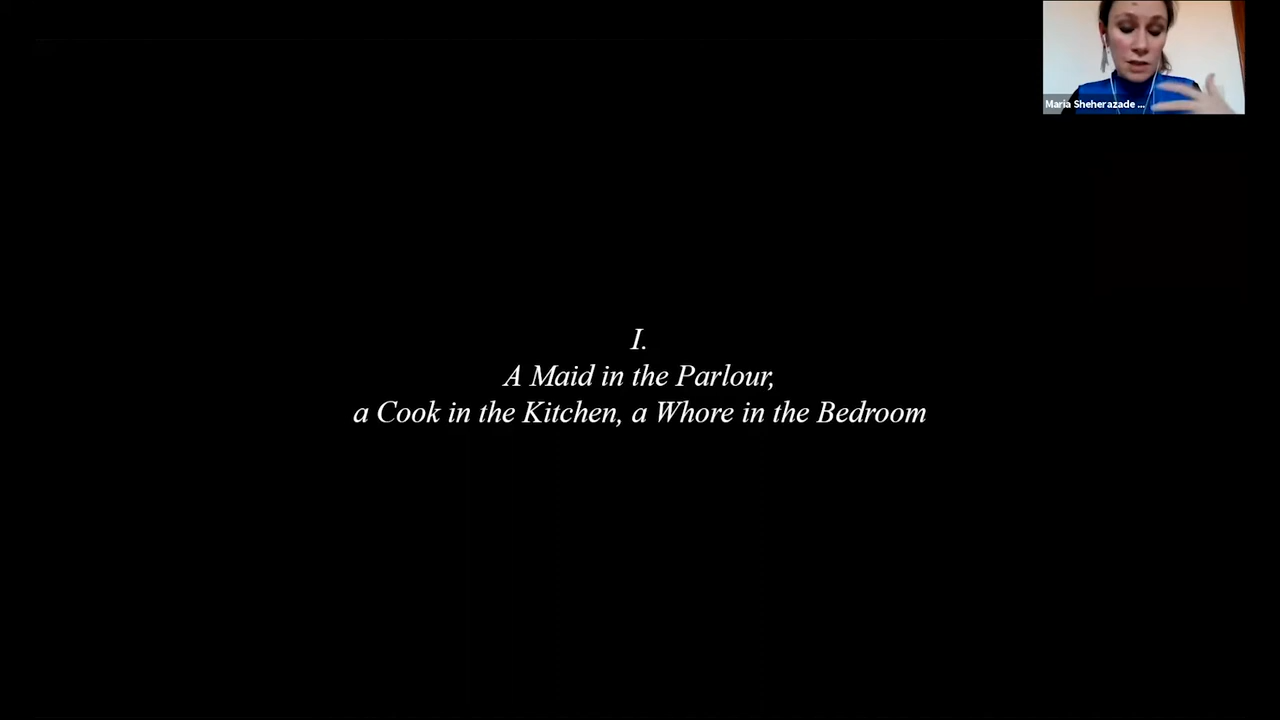 Maria Sheherazade ...
I.
A Maid in the Parlour,
a Cook in the Kitchen, a Whore in the Bedroom